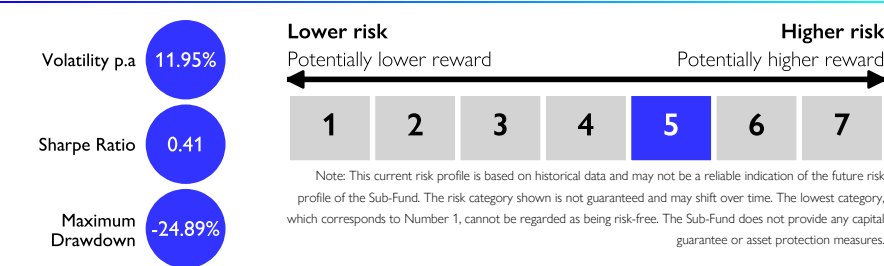 Volatility p.a
11.95%
Sharpe Ratio
0.41
Maximum
Drawdown
-24.89%
Lower risk
Higher risk
Potentially lower reward
Potentially higher reward
1 2 3 4 5 6 7
Note: This current risk profile is based on historical data and may not be a reliable indication of the future risk
profile of the Sub-Fund. The risk category shown is not guaranteed and may shift over time. The lowest category,
which corresponds to Number 1, cannot be regarded as being risk-free. The Sub-Fund does not provide any capital
guarantee or asset protection measures.